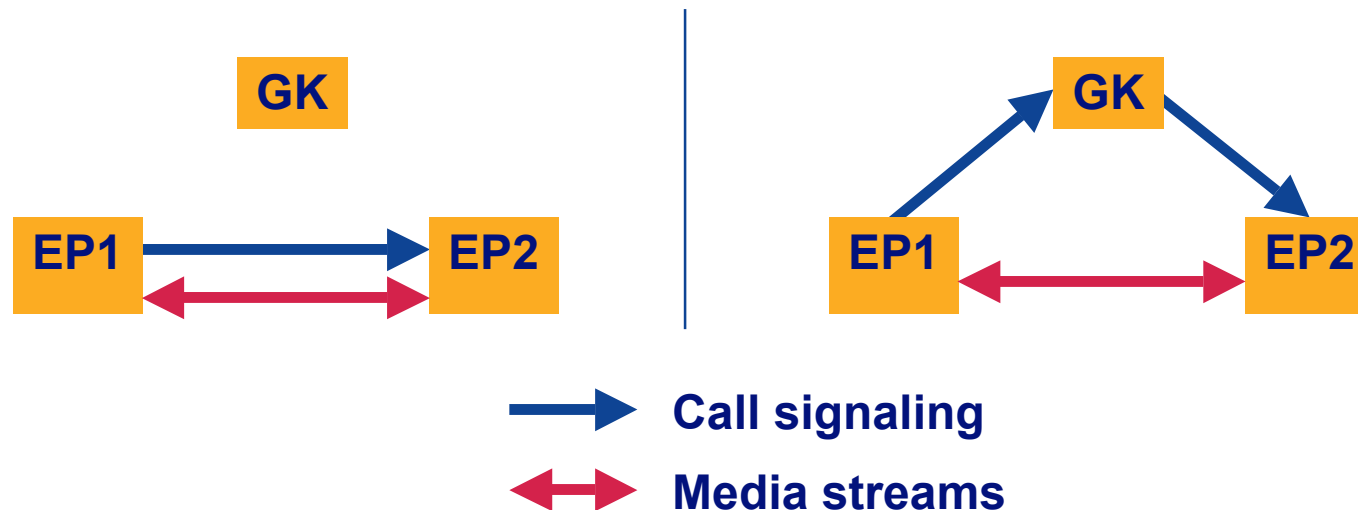 GK
EP1
EP2
GK
EP1
EP2
Call signaling
Media streams